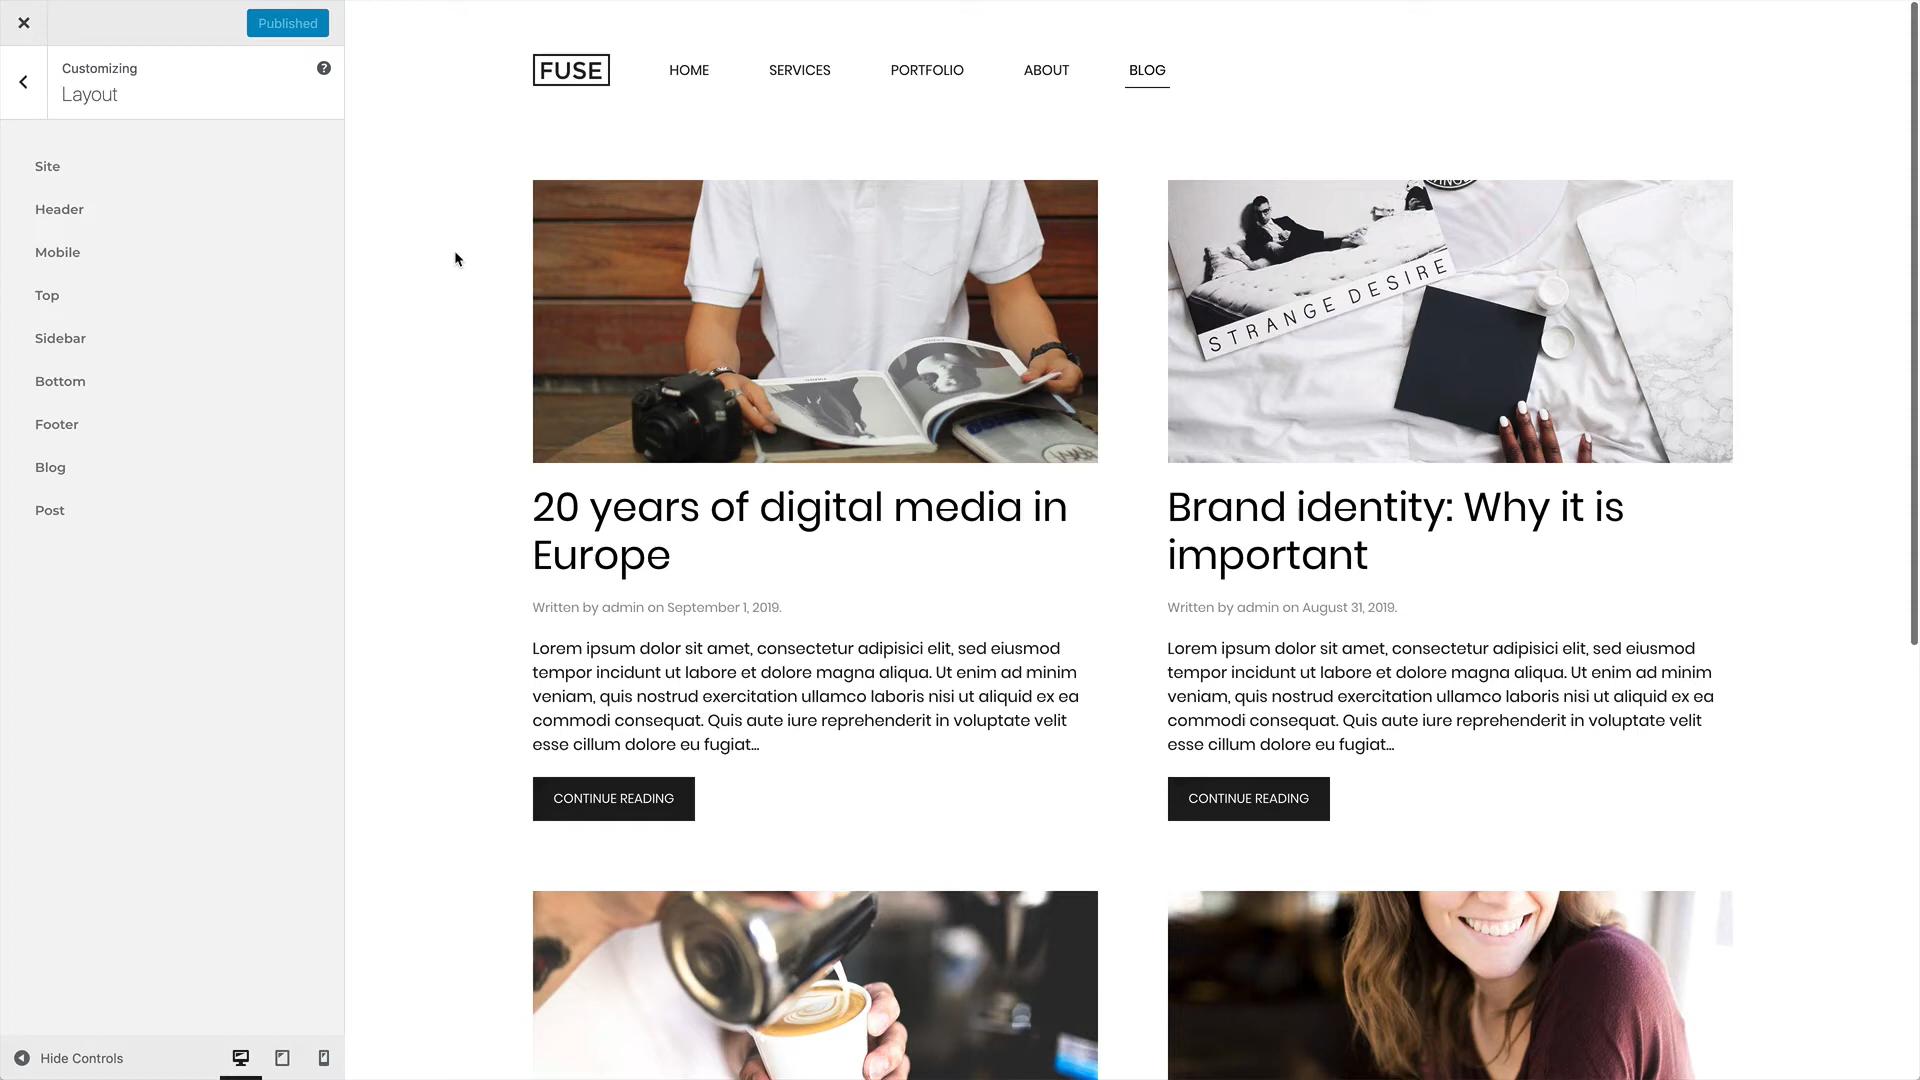 Published
Customizing
Layout
Site
Header
Mobile
Top
Sidebar
Bottom
Footer
Blog
Post
Hide Controls
FUSE
HOME
SERVICES
PORTFOLIO
ABOUT
BLOG
STRANGE DESIRE
20 years of digital media in
Europe
Written by admin on September 1, 2019.
Lorem ipsum dolor sit amet, consectetur adipisici elit, sed eiusmod
tempor incidunt ut labore et dolore magna aliqua. Ut enim ad minim
veniam, quis nostrud exercitation ullamco laboris nisi ut aliquid ex ea
commodi consequat. Quis aute iure reprehenderit in voluptate velit
esse cillum dolore eu fugiat...
CONTINUE READING
Brand identity: Why it is
important
Written by admin on August 31, 2019.
Lorem ipsum dolor sit amet, consectetur adipisici elit, sed eiusmod
tempor incidunt ut labore et dolore magna aliqua. Ut enim ad minim
veniam, quis nostrud exercitation ullamco laboris nisi ut aliquid ex ea
commodi consequat. Quis aute iure reprehenderit in voluptate velit
esse cillum dolore eu fugiat...
CONTINUE READING